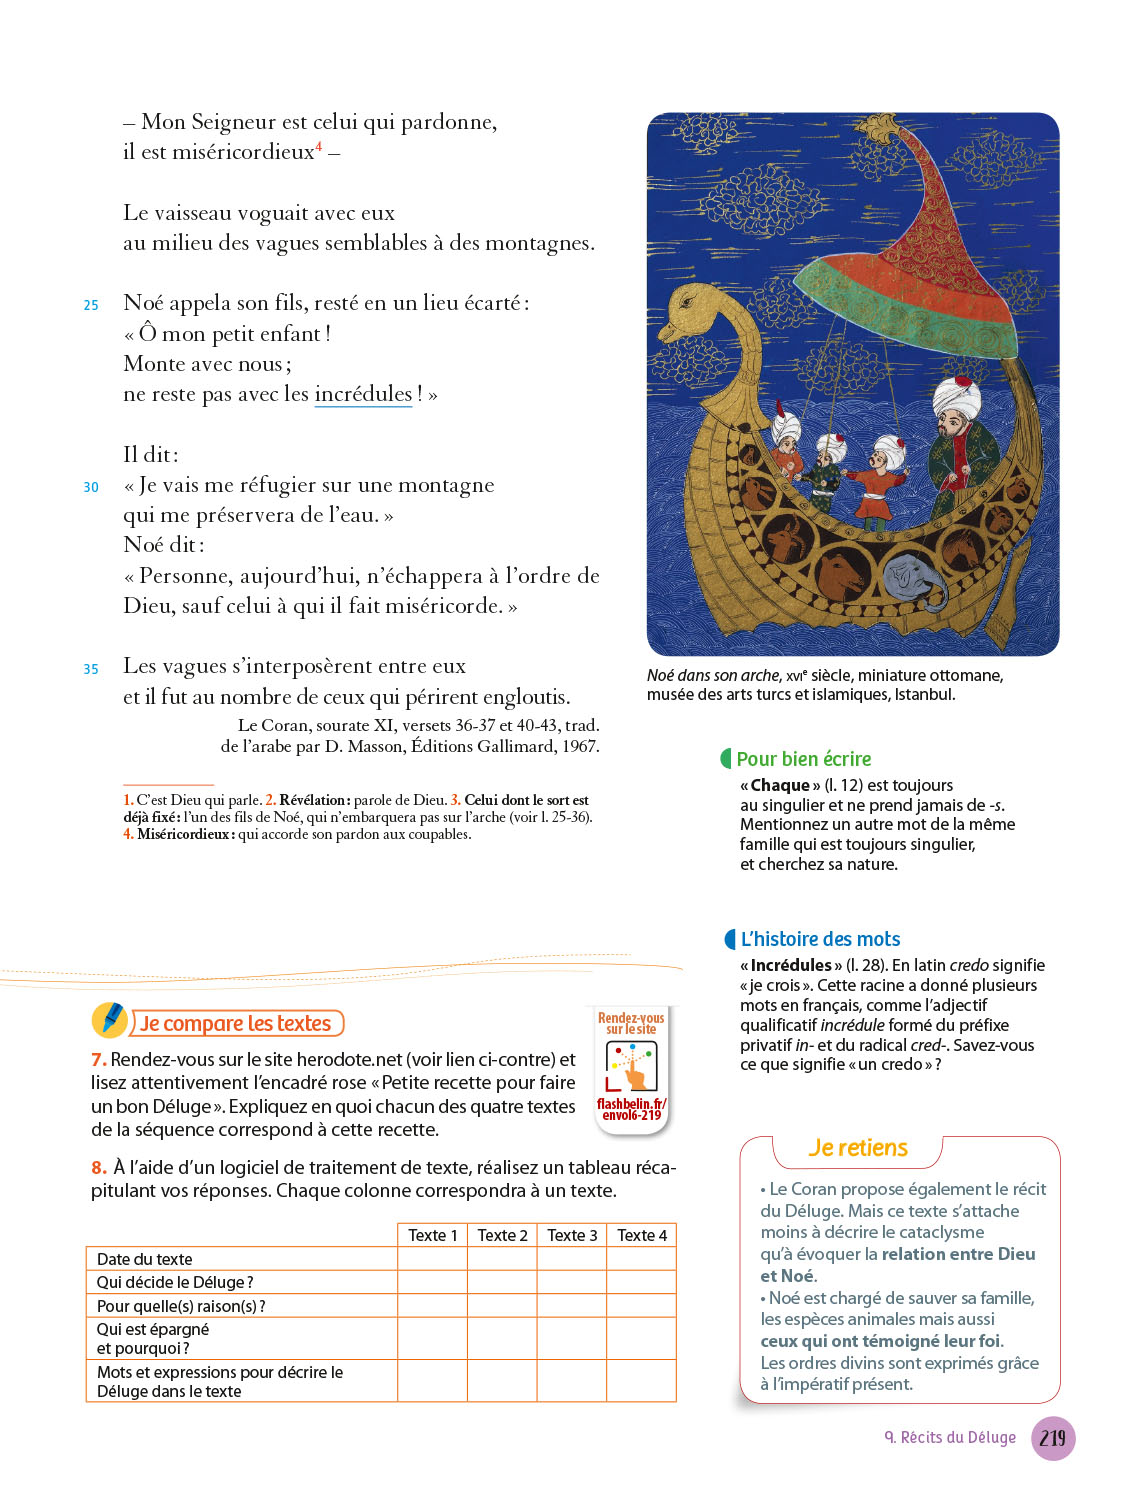 – Mon Seigneur est celui qui pardonne,
il est miséricordieux4 –
Le vaisseau voguait avec eux
au milieu des vagues semblables à des montagnes.
25 Noé appela son fils, resté en un lieu écarté :
« Ô mon petit enfant !
Monte avec nous ;
ne reste pas avec les incrédules ! »
Il dit :
30 « Je vais me réfugier sur une montagne
qui me préservera de l’eau. »
Noé dit :
« Personne, aujourd’hui, n’échappera à l’ordre de
Dieu, sauf celui à qui il fait miséricorde. »
35 Les vagues s’interposèrent entre eux
et il fut au nombre de ceux qui périrent engloutis.
Le Coran, sourate XI, versets 36-37 et 40-43, trad.
de l’arabe par D. Masson, Éditions Gallimard, 1967.
1. C’est Dieu qui parle. 2. Révélation : parole de Dieu. 3. Celui dont le sort est
déjà fixé : l’un des fils de Noé, qui n’embarquera pas sur l’arche (voir l. 25-36).
4. Miséricordieux : qui accorde son pardon aux coupables.
Noé dans son arche, XVIe siècle, miniature ottomane,
musée des arts turcs et islamiques, Istanbul.
Pour bien écrire
« Chaque » (l. 12) est toujours
au singulier et ne prend jamais de -s.
Mentionnez un autre mot de la même
famille qui est toujours singulier,
et cherchez sa nature.
L’histoire des mots
« Incrédules » (l. 28). En latin credo signifie
« je crois ». Cette racine a donné plusieurs
mots en français, comme l’adjectif
qualificatif incrédule formé du préfixe
privatif in- et du radical cred-. Savez-vous
ce que signifie « un credo » ?
Je compare les textes
7. Rendez-vous sur le site herodote.net (voir lien ci-contre) et
lisez attentivement l’encadré rose « Petite recette pour faire
un bon Déluge ». Expliquez en quoi chacun des quatre textes
de la séquence correspond à cette recette.
Rendez-vous
sur le site
flashbelin.fr/
envol6-219
8. À l’aide d’un logiciel de traitement de texte, réalisez un tableau réca-
pitulant vos réponses. Chaque colonne correspondra à un texte.
Texte 1 Texte 2 Texte 3 Texte 4
Date du texte
Qui décide le Déluge ?
Pour quelle(s) raison(s) ?
Qui est épargné
et pourquoi ?
Mots et expressions pour décrire le
Déluge dans le texte
Je retiens
• Le Coran propose également le récit
du Déluge. Mais ce texte s’attache
moins à décrire le cataclysme
qu’à évoquer la relation entre Dieu
et Noé.
• Noé est chargé de sauver sa famille,
les espèces animales mais aussi
ceux qui ont témoigné leur foi.
Les ordres divins sont exprimés grâce
à l’impératif présent.
9. Récits du Déluge 219